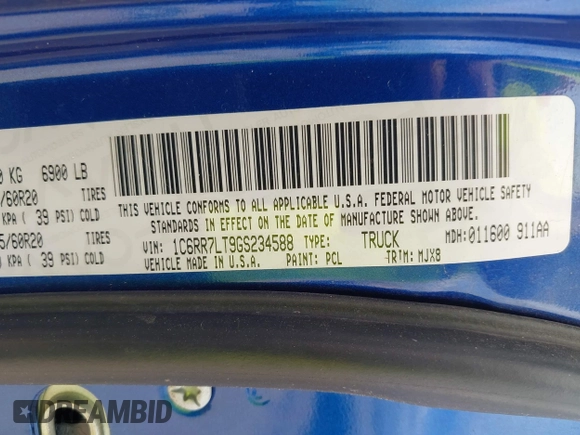 0 KG 6900 LB
/60R20 TIRES
KPA ( 39 PSI) COLD
5/60R20 TIRES
KPA ( 39 PSI) COLD
THIS VEHICLE CONFORMS TO ALL APPLICABLE U.S.A. FEDERAL MOTOR VEHICLE SAFETY
STANDARDS IN EFFECT ON THE DATE OF MANUFACTURE SHOWN ABOVE.
VIN: 1C6RR7LT9GS234588 TYPE: TRUCK MDH: 011600 911AA
VEHICLE MADE IN U.S.A. PAINT: PCL TRIM: MJX8
DREAMBID